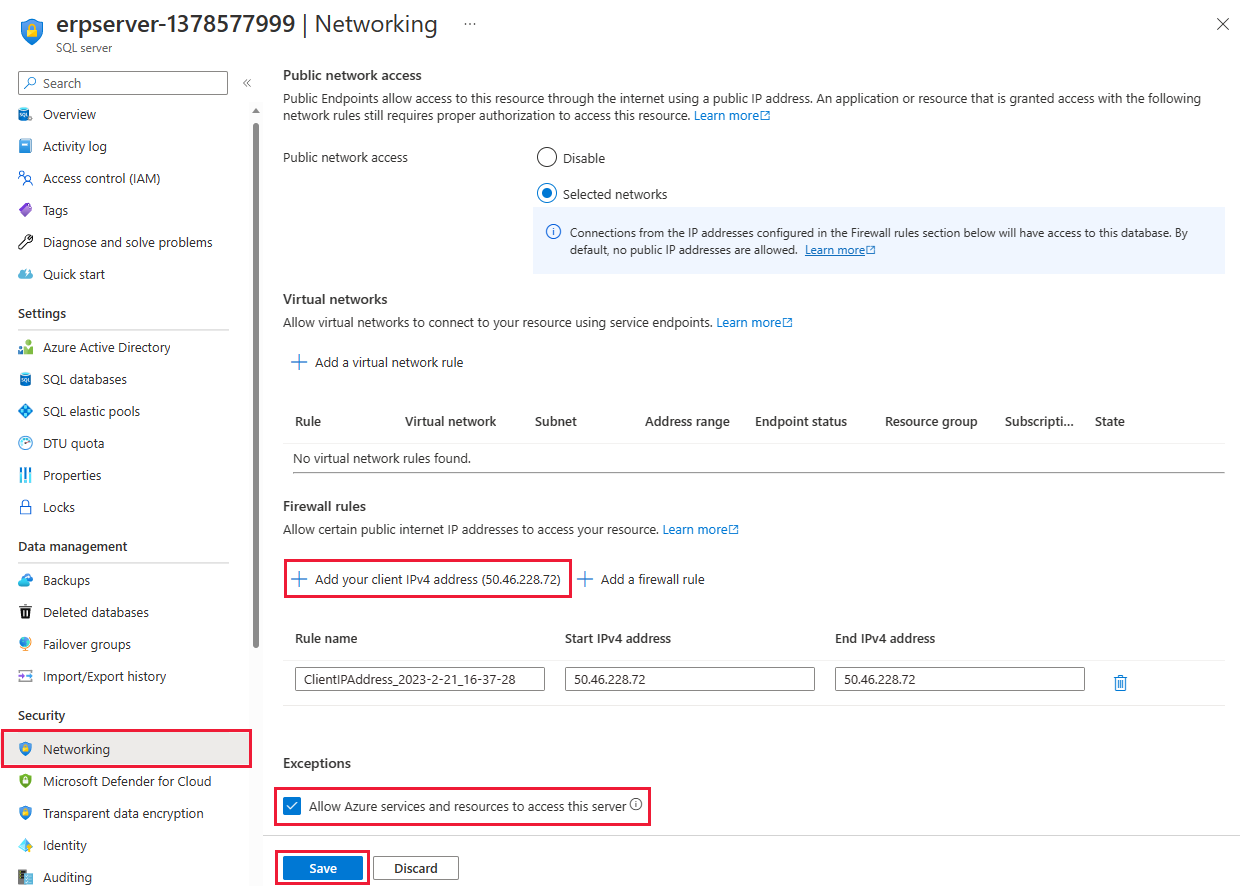 erpserver-1378577999 | Networking ...
SQL server
Search «
Overview
Activity log
Access control (IAM)
Tags
Diagnose and solve problems
Quick start
Settings
Azure Active Directory
SQL databases
SQL elastic pools
DTU quota
Properties
Locks
Data management
Backups
Deleted databases
Failover groups
Import/Export history
Security
Networking
Microsoft Defender for Cloud
Transparent data encryption
Identity
Auditing
Public network access
Public Endpoints allow access to this resource through the internet using a public IP address. An application or resource that is granted access with the following
network rules still requires proper authorization to access this resource. Learn more
Public network access
Disable
Selected networks
Connections from the IP addresses configured in the Firewall rules section below will have access to this database. By
default, no public IP addresses are allowed. Learn more
Virtual networks
Allow virtual networks to connect to your resource using service endpoints. Learn more
Add a virtual network rule
Rule Virtual network Subnet Address range Endpoint status Resource group Subscripti... State
No virtual network rules found.
Firewall rules
Allow certain public internet IP addresses to access your resource. Learn more
Add your client IPv4 address (50.46.228.72) Add a firewall rule
Rule name Start IPv4 address End IPv4 address
ClientIPAddress_2023-2-21_16-37-28 50.46.228.72 50.46.228.72
Exceptions
Allow Azure services and resources to access this server
Save Discard